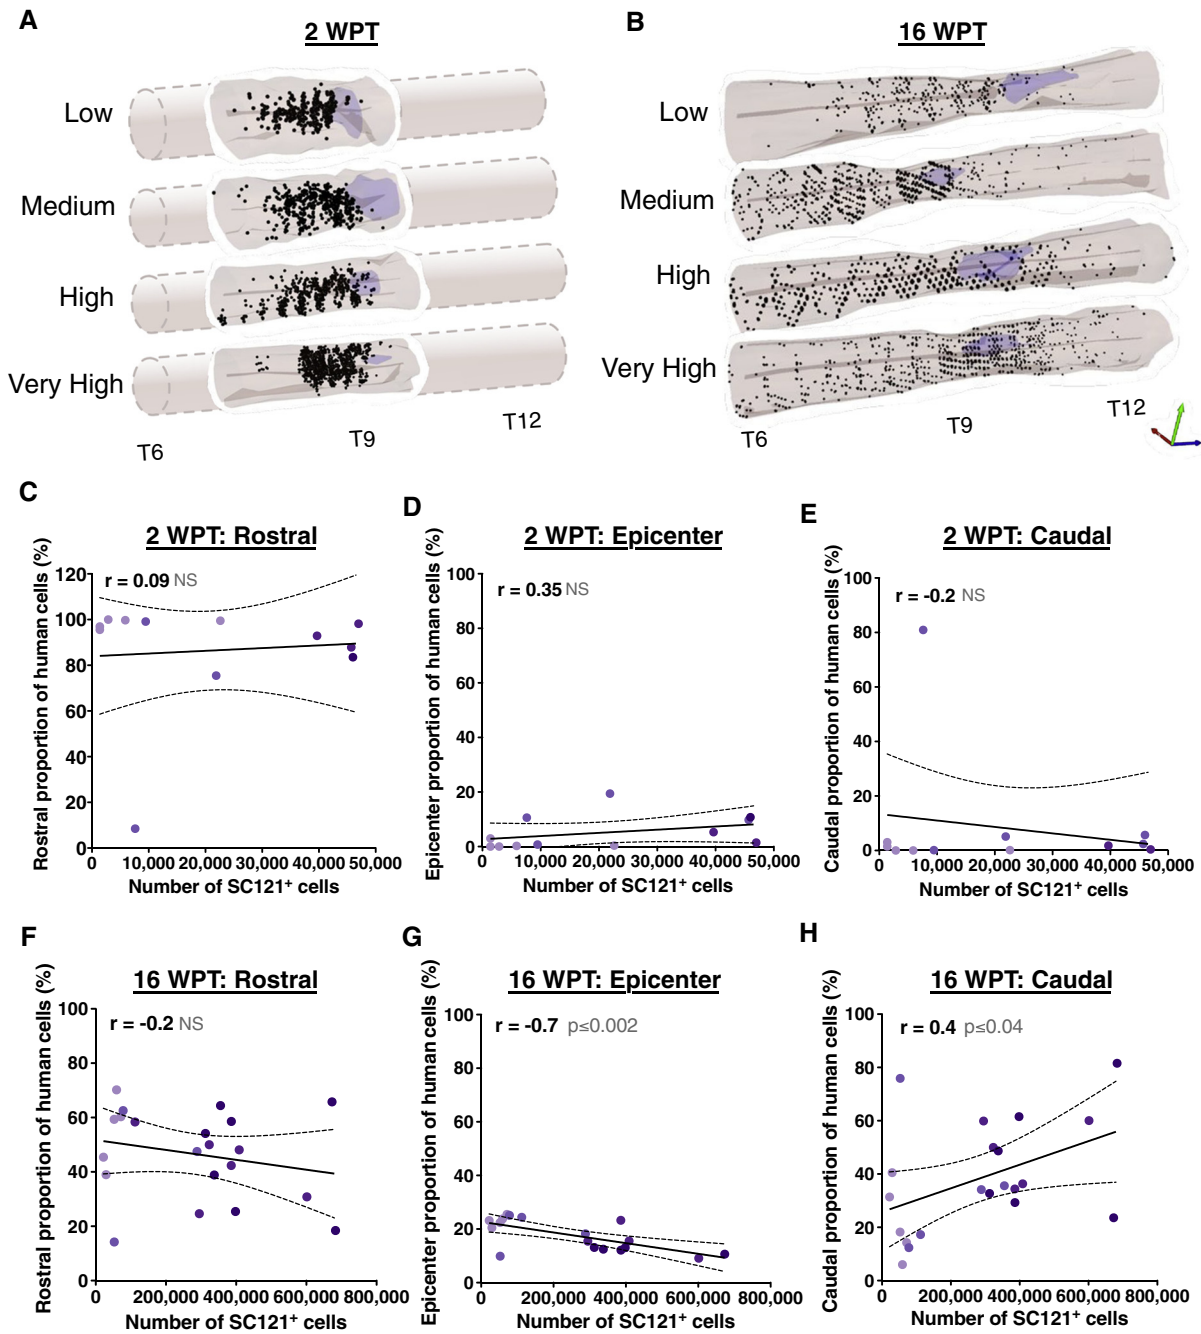 A
2 WPT
Low
Medium
High
Very High
T6
T9
T12
B
16 WPT
Low
Medium
High
Very High
T6
T9
T12
C
2 WPT: Rostral
Rostral proportion of human cells (%)
r = 0.09 NS
120
100
80
60
40
20
0
0 10,000 20,000 30,000 40,000 50,000
Number of SC121+ cells
D
2 WPT: Epicenter
Epicenter proportion of human cells (%)
r = 0.35 NS
100
80
60
40
20
0
0 10,000 20,000 30,000 40,000 50,000
Number of SC121+ cells
E
2 WPT: Caudal
Caudal proportion of human cells (%)
r = -0.2 NS
100
80
60
40
20
0
0 10,000 20,000 30,000 40,000 50,000
Number of SC121+ cells
F
16 WPT: Rostral
Rostral proportion of human cells (%)
r = -0.2 NS
100
80
60
40
20
0
0 200,000 400,000 600,000 800,000
Number of SC121+ cells
G
16 WPT: Epicenter
Epicenter proportion of human cells (%)
r = -0.7 p≤0.002
100
80
60
40
20
0
0 200,000 400,000 600,000 800,000
Number of SC121+ cells
H
16 WPT: Caudal
Caudal proportion of human cells (%)
r = 0.4 p≤0.04
100
80
60
40
20
0
0 200,000 400,000 600,000 800,000
Number of SC121+ cells